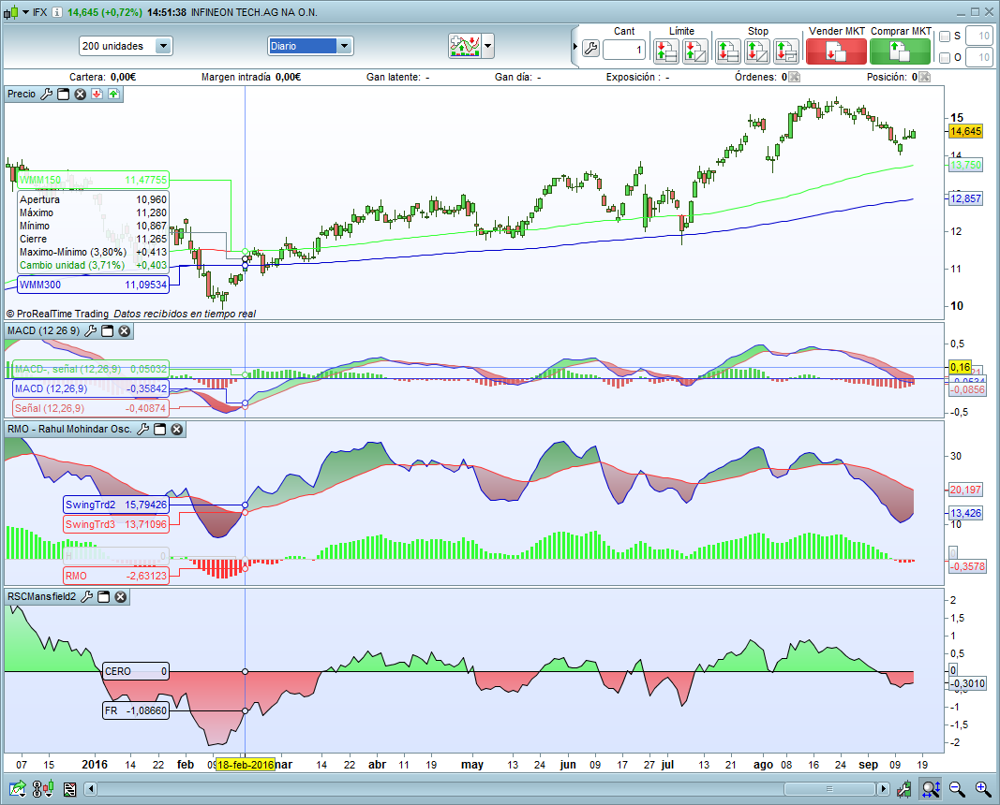 IFX 14,645 (+0,72%) 14:51:38 INFINEON TECH.AG NA O.N.
200 unidades Diario Cant 1 Límite Stop Vender MKT Comprar MKT S 10
O 10
Cartera: 0,00€ Margen intradía 0,00€ Gan latente: - Gan día: - Exposición : - Órdenes: 0 Posición: 0
Precio
15
14,645
14
13,750
WMM150 11,47755
Apertura 10,960
12,857
Máximo 11,280
Mínimo 10,867
12
Cierre 11,265
Maximo-Mínimo (3,80%) +0,413
Cambio unidad (3,71%) +0,403
11
WMM300 11,09534
10
© ProRealTime Trading Datos recibidos en tiempo real
MACD (12 26 9)
0,5
MACD-, señal (12,26,9) 0,05032
0,16
MACD (12,26,9) -0,35842
-0,0856
Señal (12,26,9) -0,40874
-0,5
RMO - Rahul Mohindar Osc.
30
20,197
SwingTrd2 15,79426
13,426
SwingTrd3 13,71096
10
H 0
0
-0,3578
RMO -2,63123
RSCMansfield2
2
1,5
1
0,5
CERO 0
0
-0,3010
FR -1,08660
-1
-1,5
-2
07 15 2016 14 22 feb 18-feb-2016 mar 14 22 abr 11 19 may 16 24 jun 09 17 27 jul 13 21 ago 08 16 24 sep 09 19